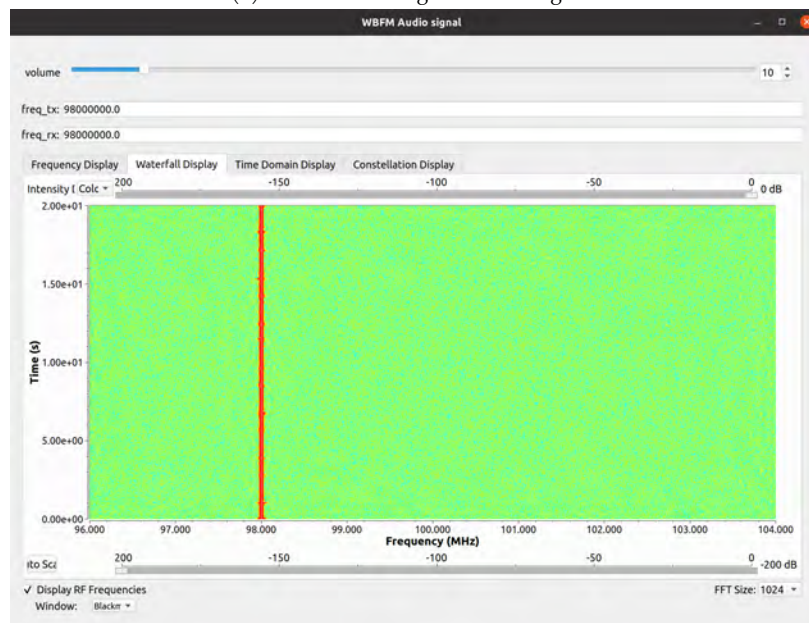 WBFM Audio signal
volume 10
freq_tx: 98000000.0
freq_rx: 98000000.0
Frequency Display Waterfall Display Time Domain Display Constellation Display
Intensity Colc 200 -150 -100 -50 0 0 dB
2.00e+01
1.50e+01
1.00e+01
5.00e+00
0.00e+00
Time (s)
96.000 97.000 98.000 99.000 100.000 101.000 102.000 103.000 104.000
Frequency (MHz)
ito Sca 200 -150 -100 -50 0 -200 dB
✓ Display RF Frequencies FFT Size: 1024
Window: